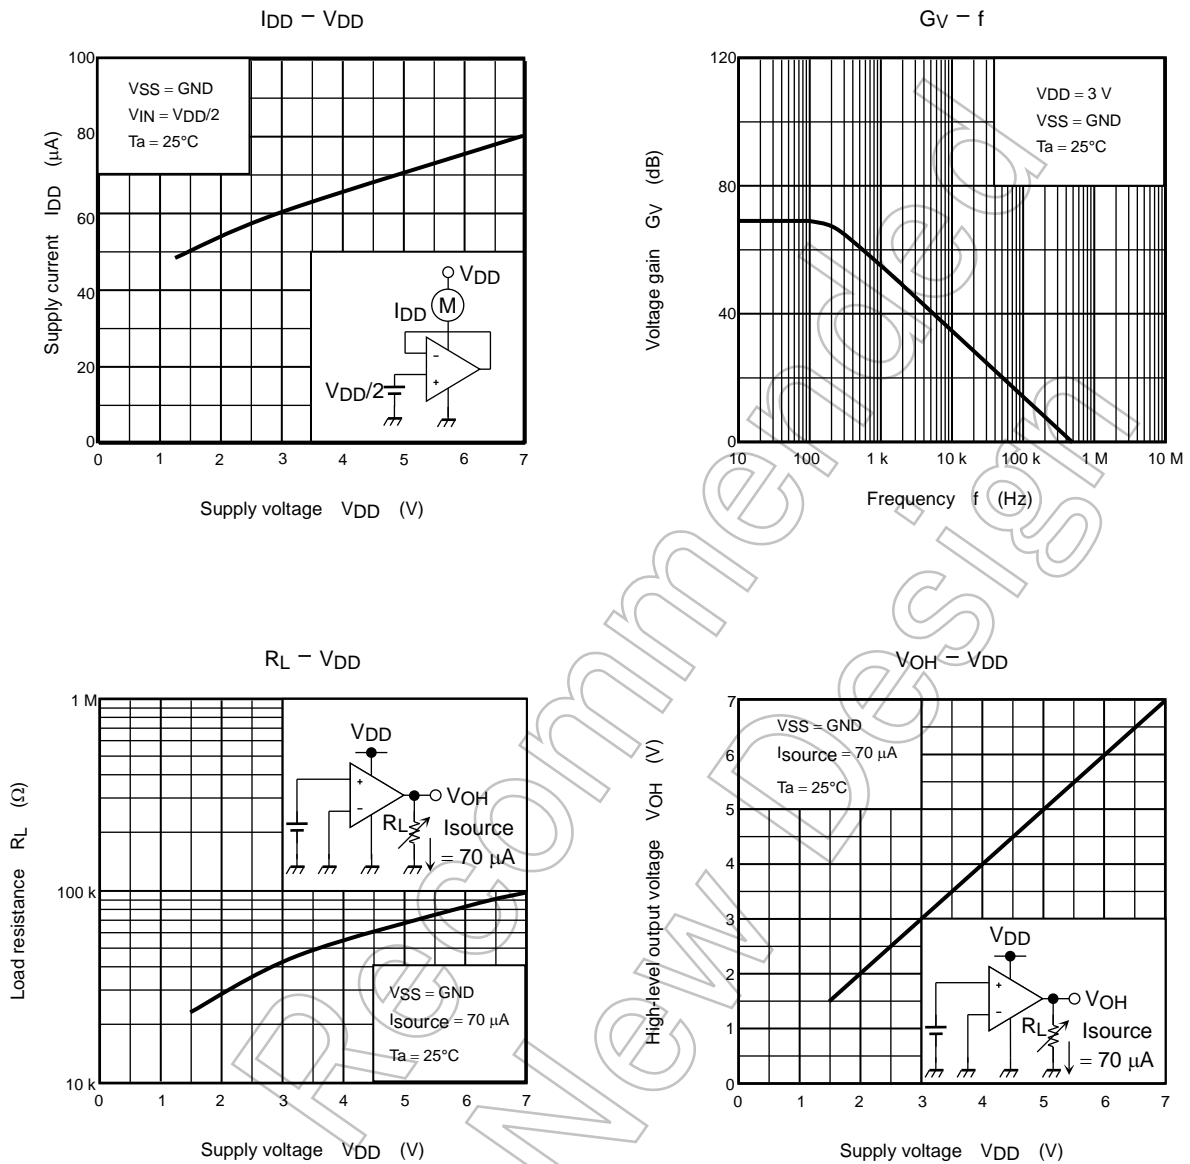 IDD – VDD
100
80
60
40
20
0
Supply current IDD (μA)
VSS = GND
VIN = VDD/2
Ta = 25°C
VDD
M
IDD
VDD/2
−
+
0 1 2 3 4 5 6 7
Supply voltage VDD (V)
GV – f
120
80
40
0
Voltage gain GV (dB)
VDD = 3 V
VSS = GND
Ta = 25°C
10 100 1 k 10 k 100 k 1 M 10 M
Frequency f (Hz)
RL – VDD
1 M
100 k
10 k
Load resistance RL (Ω)
VDD
+
−
VOH
RL
Isource
= 70 μA
VSS = GND
Isource = 70 μA
Ta = 25°C
0 1 2 3 4 5 6 7
Supply voltage VDD (V)
VOH – VDD
7
6
5
4
3
2
1
0
High-level output voltage VOH (V)
VSS = GND
Isource = 70 μA
Ta = 25°C
VDD
+
−
VOH
RL
Isource
= 70 μA
0 1 2 3 4 5 6 7
Supply voltage VDD (V)
Recommended
New Design